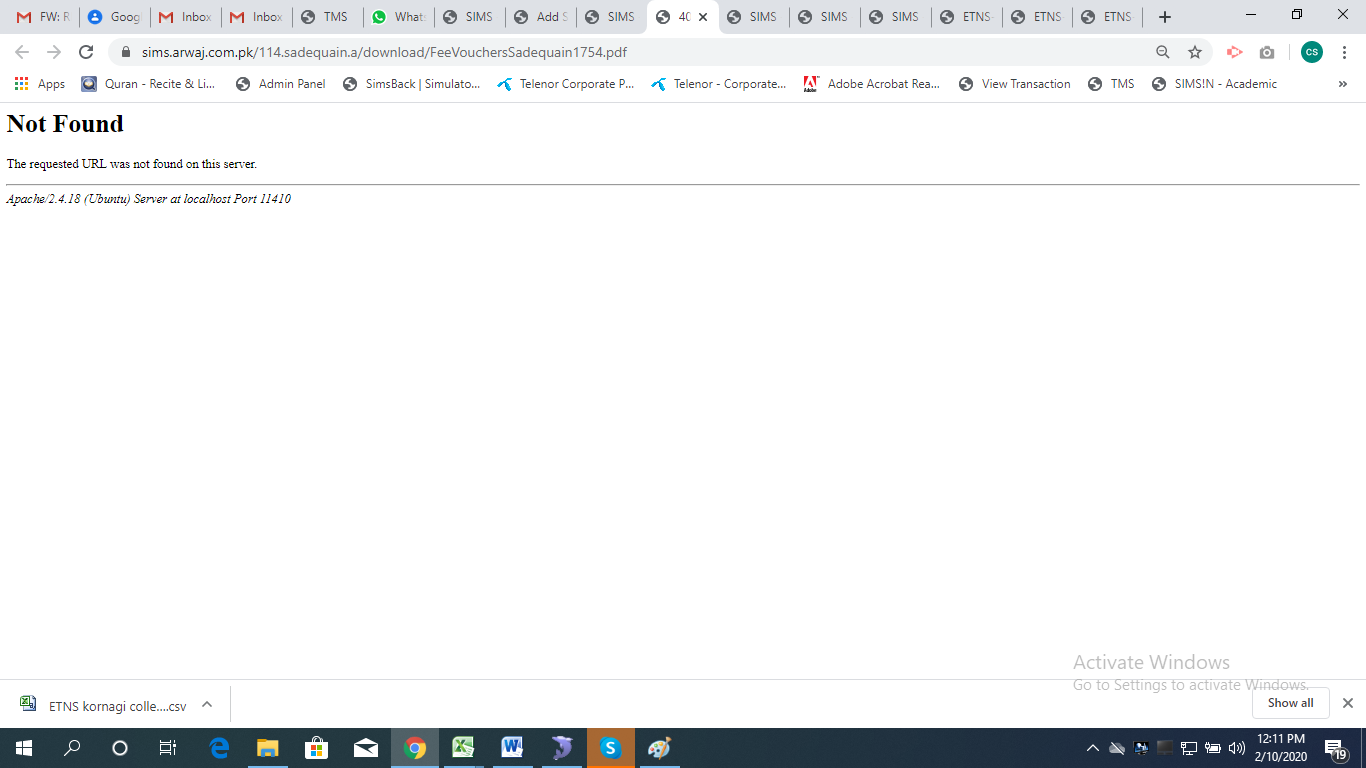 FW: R
Goog
Inbox
Inbox
TMS
What
SIMS
Add S
SIMS
40
SIMS
SIMS
SIMS
ETNS
ETNS
ETNS
sims.arwaj.com.pk/114.sadequain.a/download/FeeVouchersSadequain1754.pdf
CS
Apps
Quran - Recite & Li...
Admin Panel
SimsBack | Simulato...
Telenor Corporate P...
Telenor - Corporate...
Adobe Acrobat Rea...
View Transaction
TMS
SIMS!N - Academic
Not Found
The requested URL was not found on this server.
Apache/2.4.18 (Ubuntu) Server at localhost Port 11410
Activate Windows
Go to Settings to activate Windows.
ETNS kornagi colle....csv
Show all
12:11 PM
2/10/2020
19